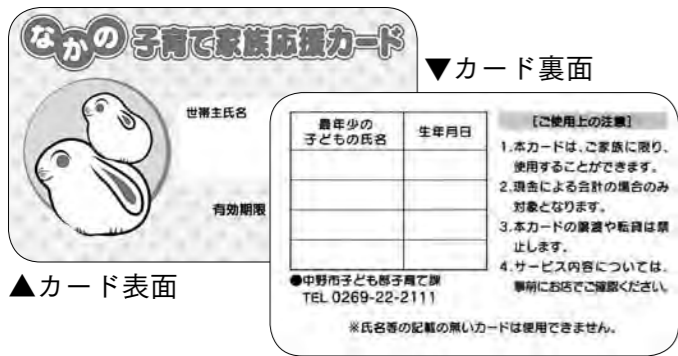 なかの子育て家族応援カード
世帯主氏名
有効期限
▲カード表面
▼カード裏面
最年少の
子どもの氏名
生年月日
【ご使用上の注意】
1.本カードは、ご家族に限り、
使用することができます。
2.現金による会計の場合のみ
対象となります。
3.本カードの譲渡や転貸は禁
止します。
4.サービス内容については、
事前にお店でご確認ください。
●中野市子ども部子育て課
TEL 0269-22-2111
※氏名等の記載の無いカードは使用できません。